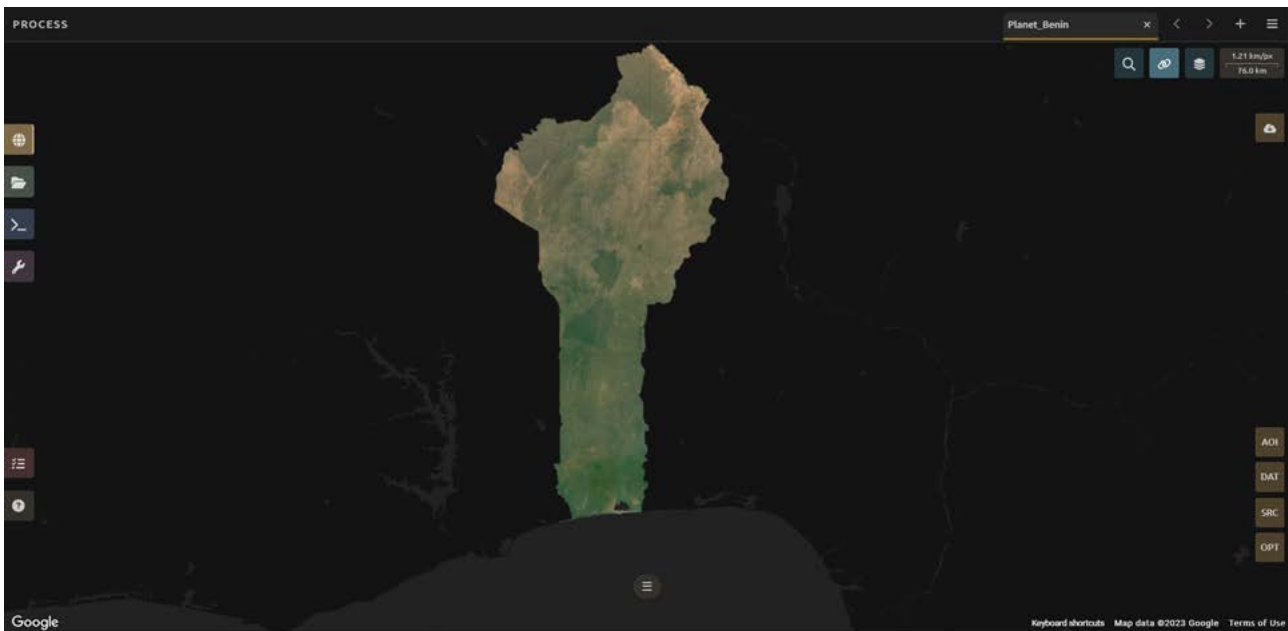 PROCESS
Planet_Benin
1.21 km/px
76.0 km
AOI
DAT
SRC
OPT
Google
Keyboard shortcuts Map data ©2023 Google Terms of Use